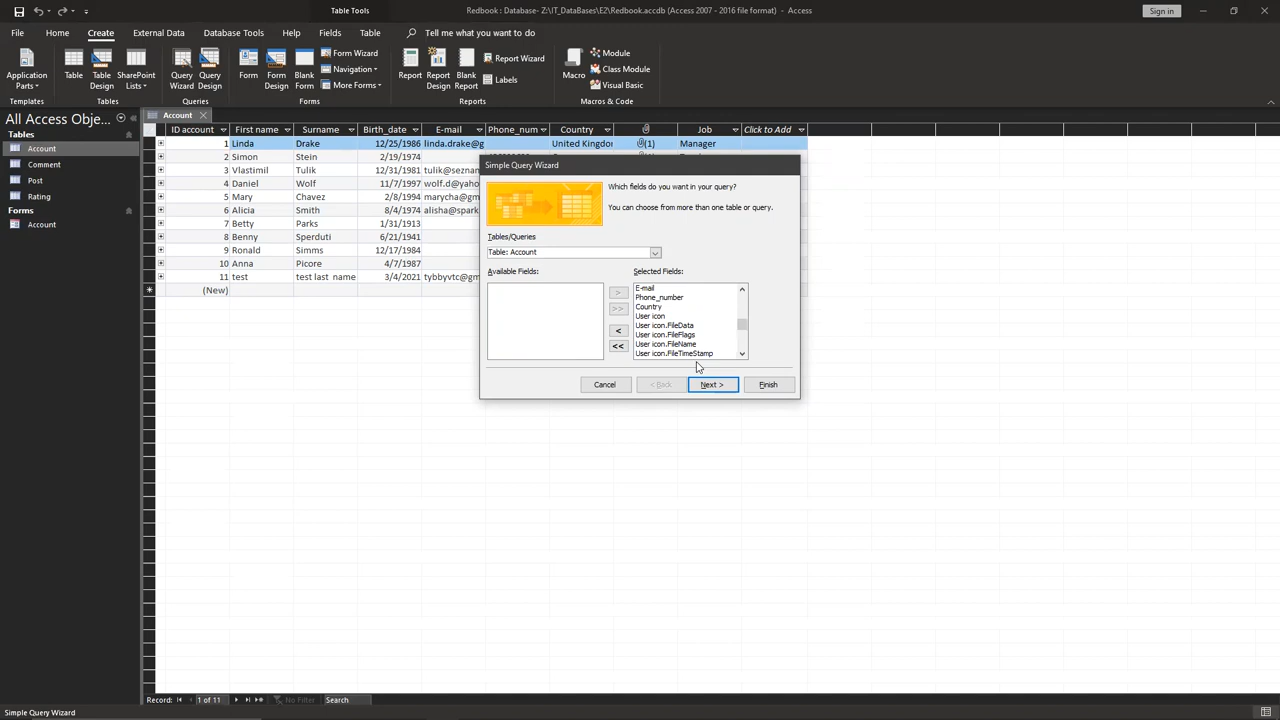 Table Tools
Redbook : Database- Z:\IT_DataBases\E2\Redbook.accdb (Access 2007 - 2016 file format) - Access
Sign in
File Home Create External Data Database Tools Help Fields Table Tell me what you want to do
Application Parts
Table
Table Design
SharePoint Lists
Query Wizard
Query Design
Form
Form Design
Blank Form
Form Wizard
Navigation
More Forms
Report
Report Design
Blank Report
Report Wizard
Labels
Macro
Module
Class Module
Visual Basic
Templates Tables Queries Forms Reports Macros & Code
All Access Obje...
Tables
Account
Comment
Post
Rating
Forms
Account
Account
ID account First name Surname Birth_date E-mail Phone_num Country Job Click to Add
1 Linda Drake 12/25/1986 linda.drake@g United Kingdor (1) Manager
2 Simon Stein 2/19/1974
3 Vlastimil Tulik 12/31/1981 tulik@seznan
4 Daniel Wolf 11/7/1997 wolf.d@yaho
5 Mary Chavez 2/8/1994 marycha@gm
6 Alicia Smith 8/4/1974 alisha@spark
7 Betty Parks 1/31/1913
8 Benny Sperduti 6/21/1941
9 Ronald Simms 12/17/1984
10 Anna Picore 4/7/1987
11 test test last name 3/4/2021 tybbyvtc@gm
(New)
Simple Query Wizard
Which fields do you want in your query?
You can choose from more than one table or query.
Tables/Queries
Table: Account
Available Fields: Selected Fields:
>
>>
<
<<
E-mail
Phone_number
Country
User icon
User icon.FileData
User icon.FileFlags
User icon.FileName
User icon.FileTimeStamp
Cancel < Back Next > Finish
Record: 1 of 11 No Filter Search
Simple Query Wizard